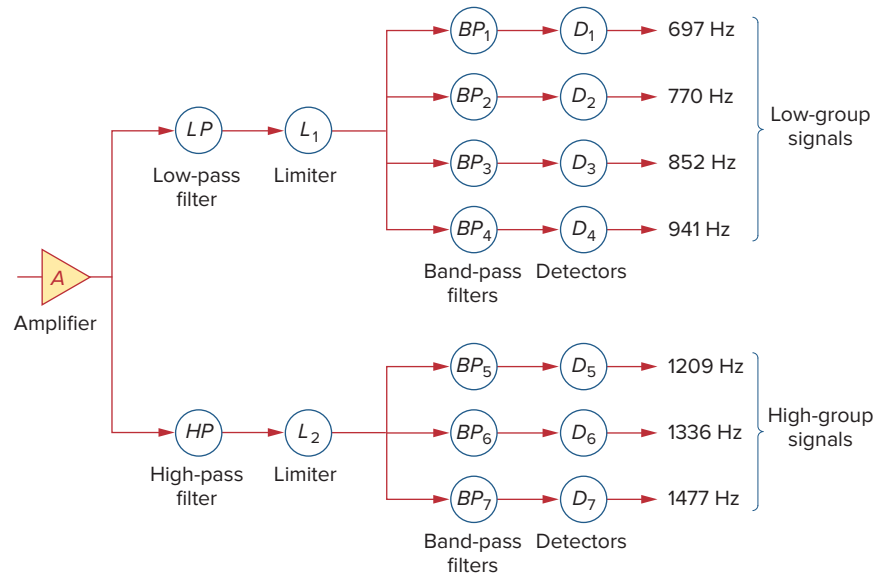 BP1
D1
697 Hz
BP2
D2
770 Hz
Low-group
signals
LP
L1
Low-pass
filter
Limiter
BP3
D3
852 Hz
BP4
D4
941 Hz
Band-pass
filters
Detectors
A
Amplifier
BP5
D5
1209 Hz
HP
L2
High-pass
filter
Limiter
BP6
D6
1336 Hz
High-group
signals
BP7
D7
1477 Hz
Band-pass
filters
Detectors